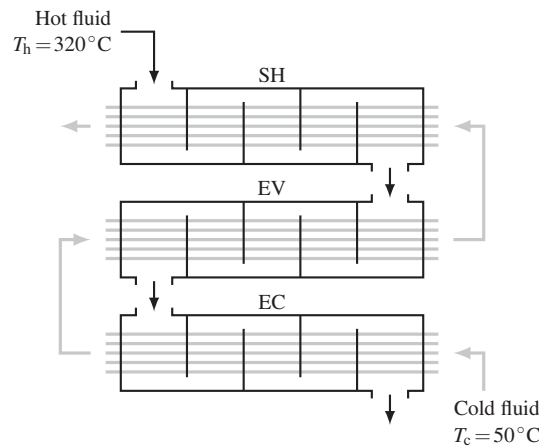 Hot fluid
T_h = 320°C
SH
EV
EC
Cold fluid
T_c = 50°C